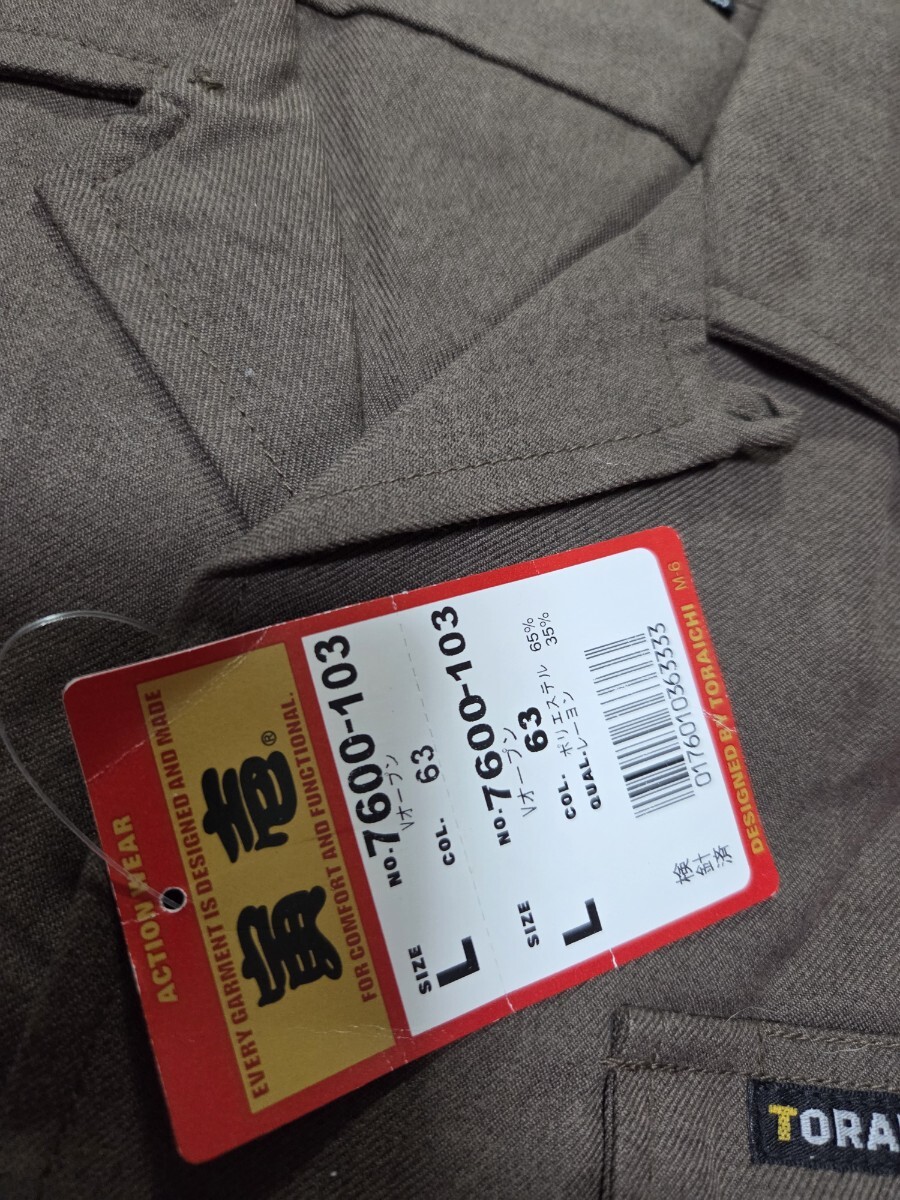 ACTION WEAR
EVERY GARMENT IS DESIGNED AND MADE
寅壱®
FOR COMFORT AND FUNCTIONAL.
NO. 7600-103
Vオープン
COL. 63
SIZE L
NO. 7600-103
Vオープン
COL. 63
SIZE L
QUAL. ポリエステル 65%
レーヨン 35%
0176010363333
検針済
DESIGNED BY TORAICHI M-6
TORA